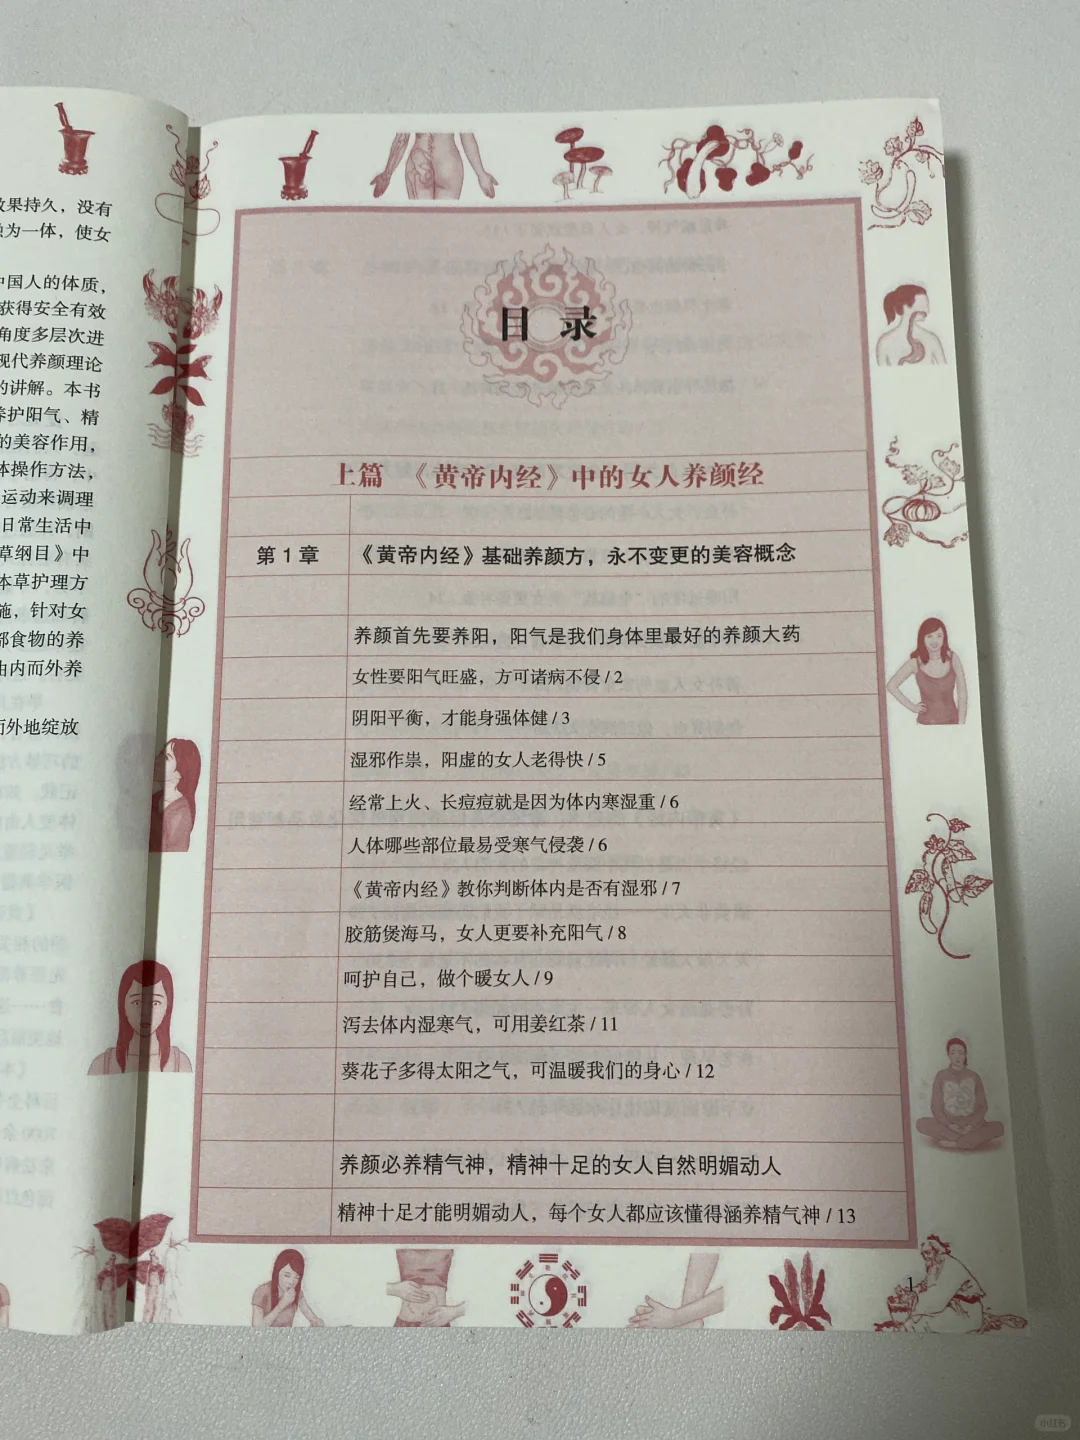 效果持久，没有
融为一体，使女
中国人的体质，
获得安全有效
角度多层次进
现代养颜理论
的讲解。本书
养护阳气、精
的美容作用，
体操作方法，
运动来调理
日常生活中
草纲目》中
本草护理方
施，针对女
部食物的养
由内而外养
而外地绽放
目录
上篇 《黄帝内经》中的女人养颜经
第1章 《黄帝内经》基础养颜方，永不变更的美容概念
养颜首先要养阳，阳气是我们身体里最好的养颜大药
女性要阳气旺盛，方可诸病不侵 / 2
阴阳平衡，才能身强体健 / 3
湿邪作祟，阳虚的女人老得快 / 5
经常上火、长痘痘就是因为体内寒湿重 / 6
人体哪些部位最易受寒气侵袭 / 6
《黄帝内经》教你判断体内是否有湿邪 / 7
胶筋煲海马，女人更要补充阳气 / 8
呵护自己，做个暖女人 / 9
泻去体内湿寒气，可用姜红茶 / 11
葵花子多得太阳之气，可温暖我们的身心 / 12
养颜必养精气神，精神十足的女人自然明媚动人
精神十足才能明媚动人，每个女人都应该懂得涵养精气神 / 13
1
小红书